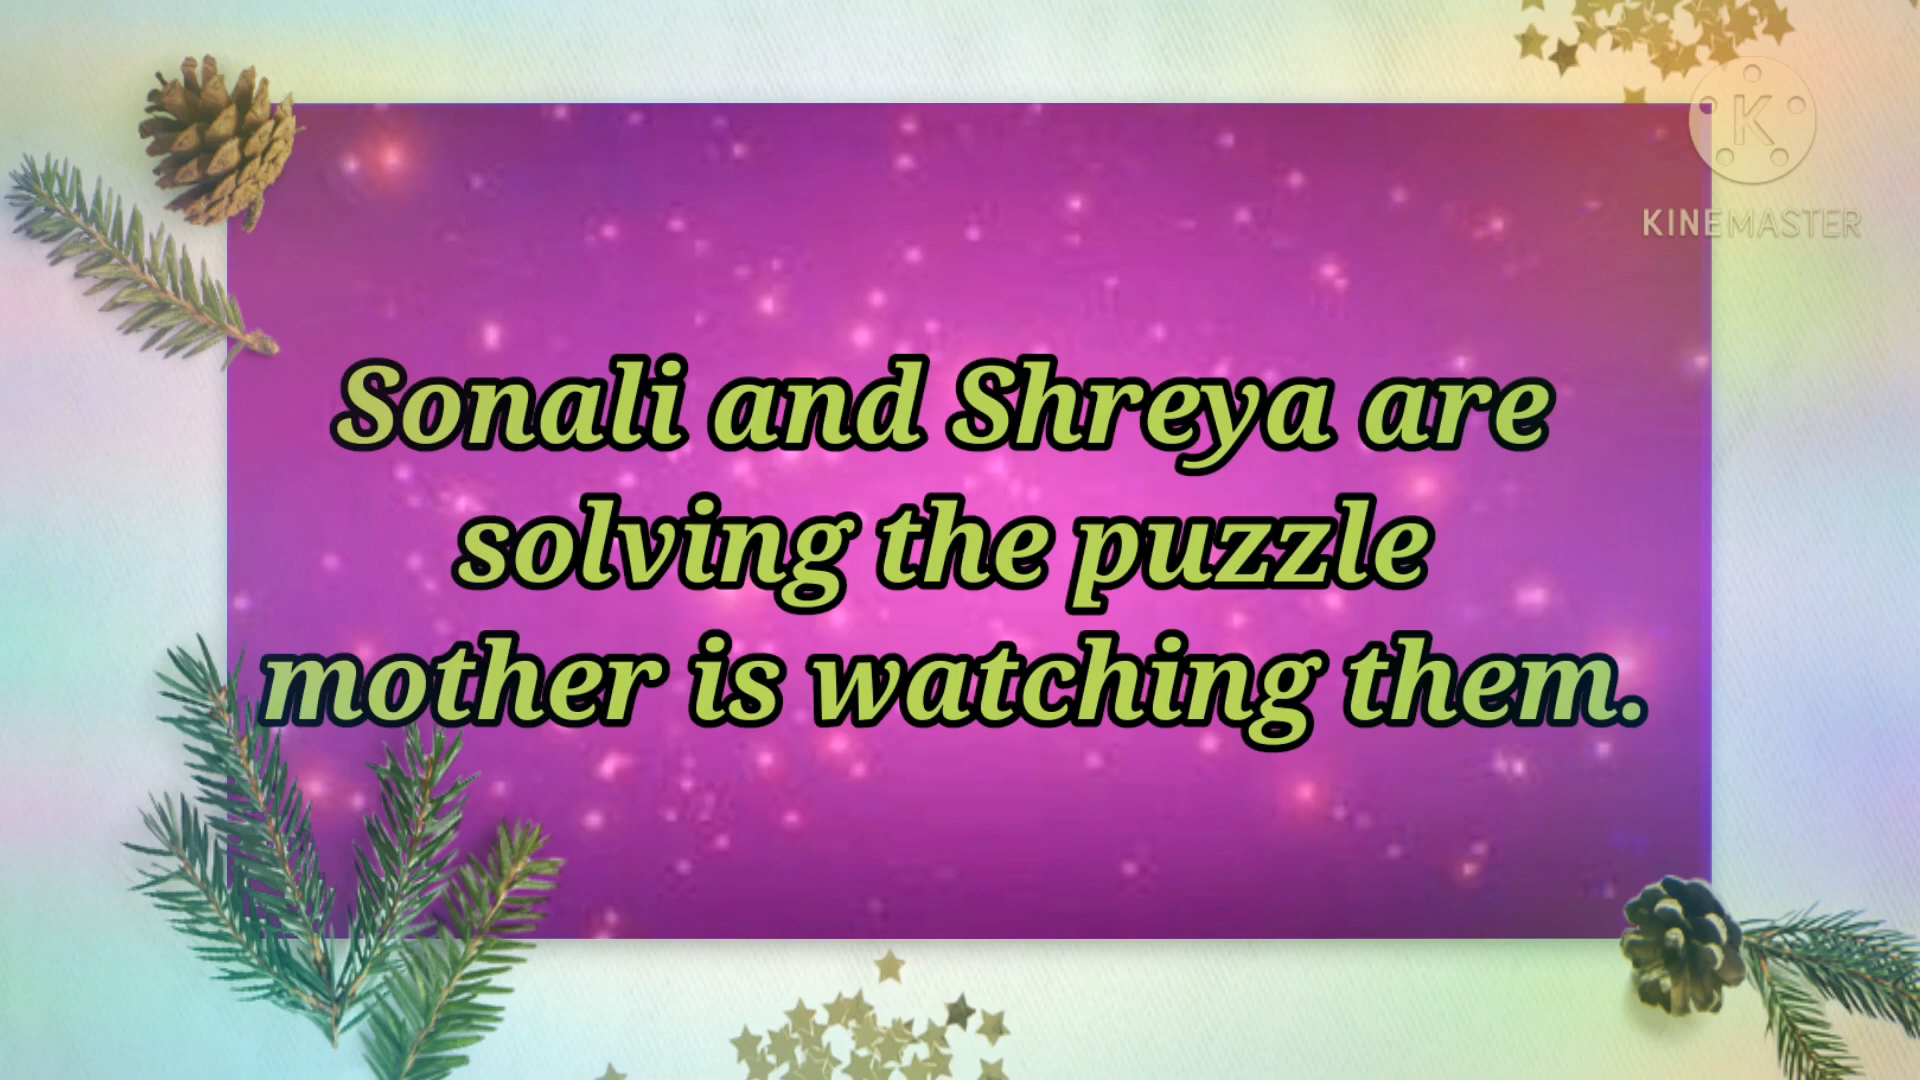 K
KINEMASTER
Sonali and Shreya are
solving the puzzle
mother is watching them.